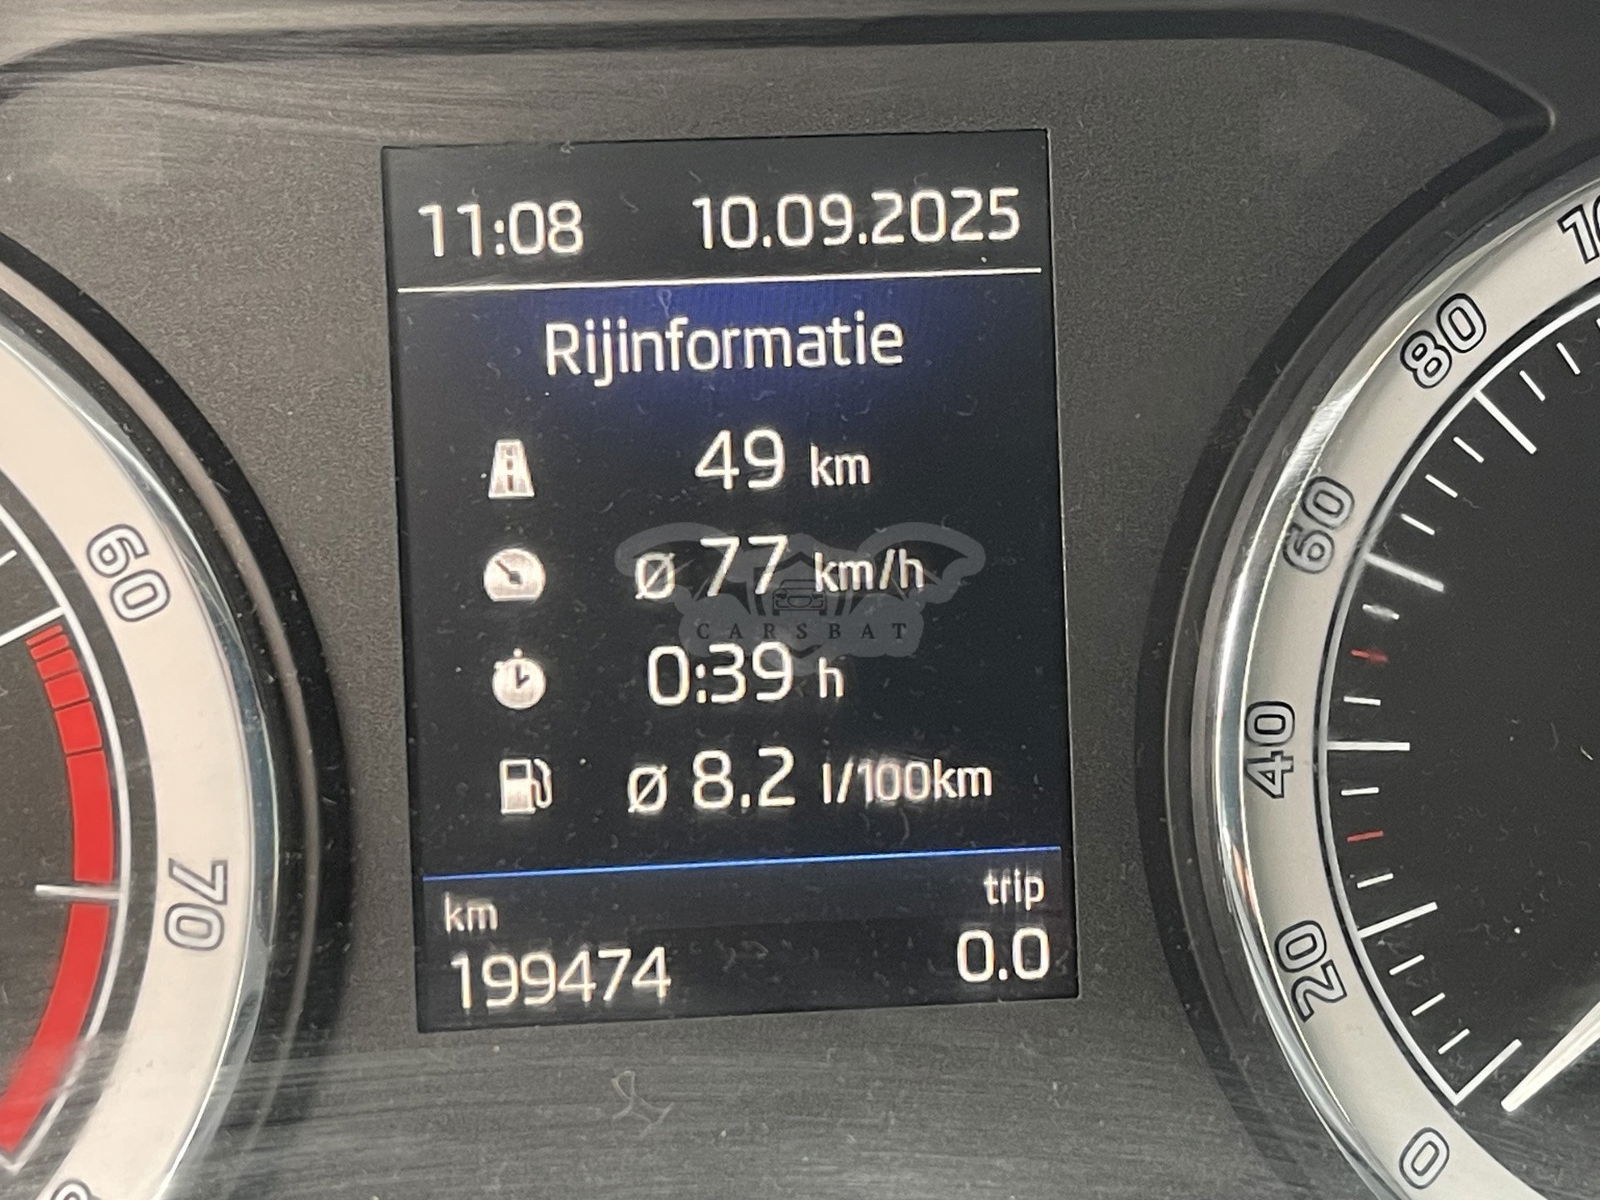 11:08 10.09.2025
Rijinformatie
49 km
ø 77 km/h
CARSBAT
0:39 h
ø 8.2 l/100km
km trip
199474 0.0
60
70
10
80
60
40
20
0